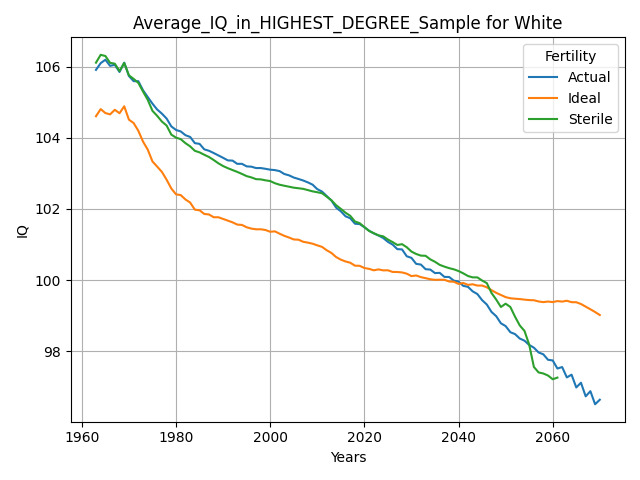 Average_IQ_in_HIGHEST_DEGREE_Sample for White
Fertility
Actual
Ideal
Sterile
IQ
106
104
102
100
98
1960
1980
2000
2020
2040
2060
Years